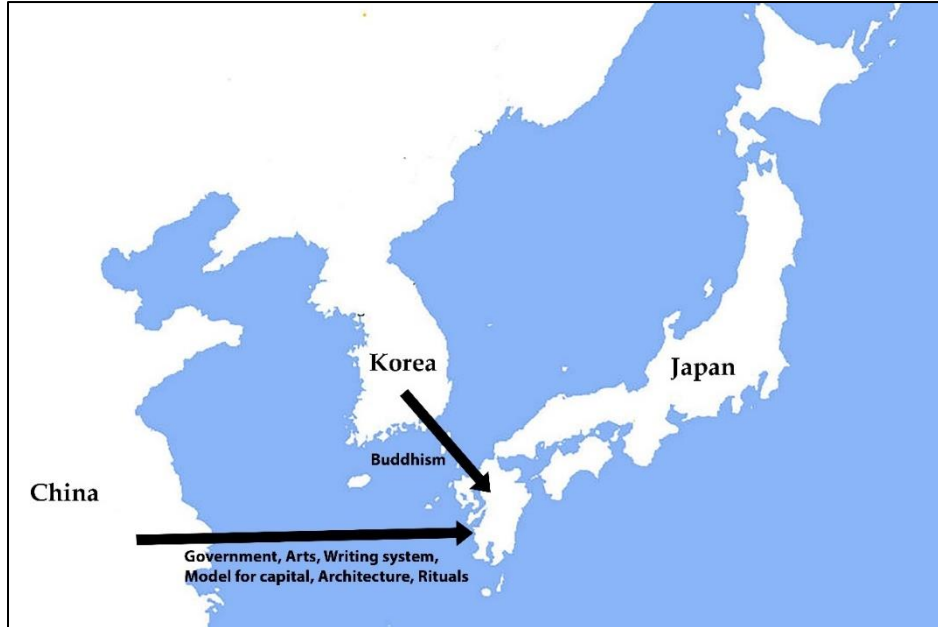 Korea
Japan
Buddhism
China
Government, Arts, Writing system,
Model for capital, Architecture, Rituals